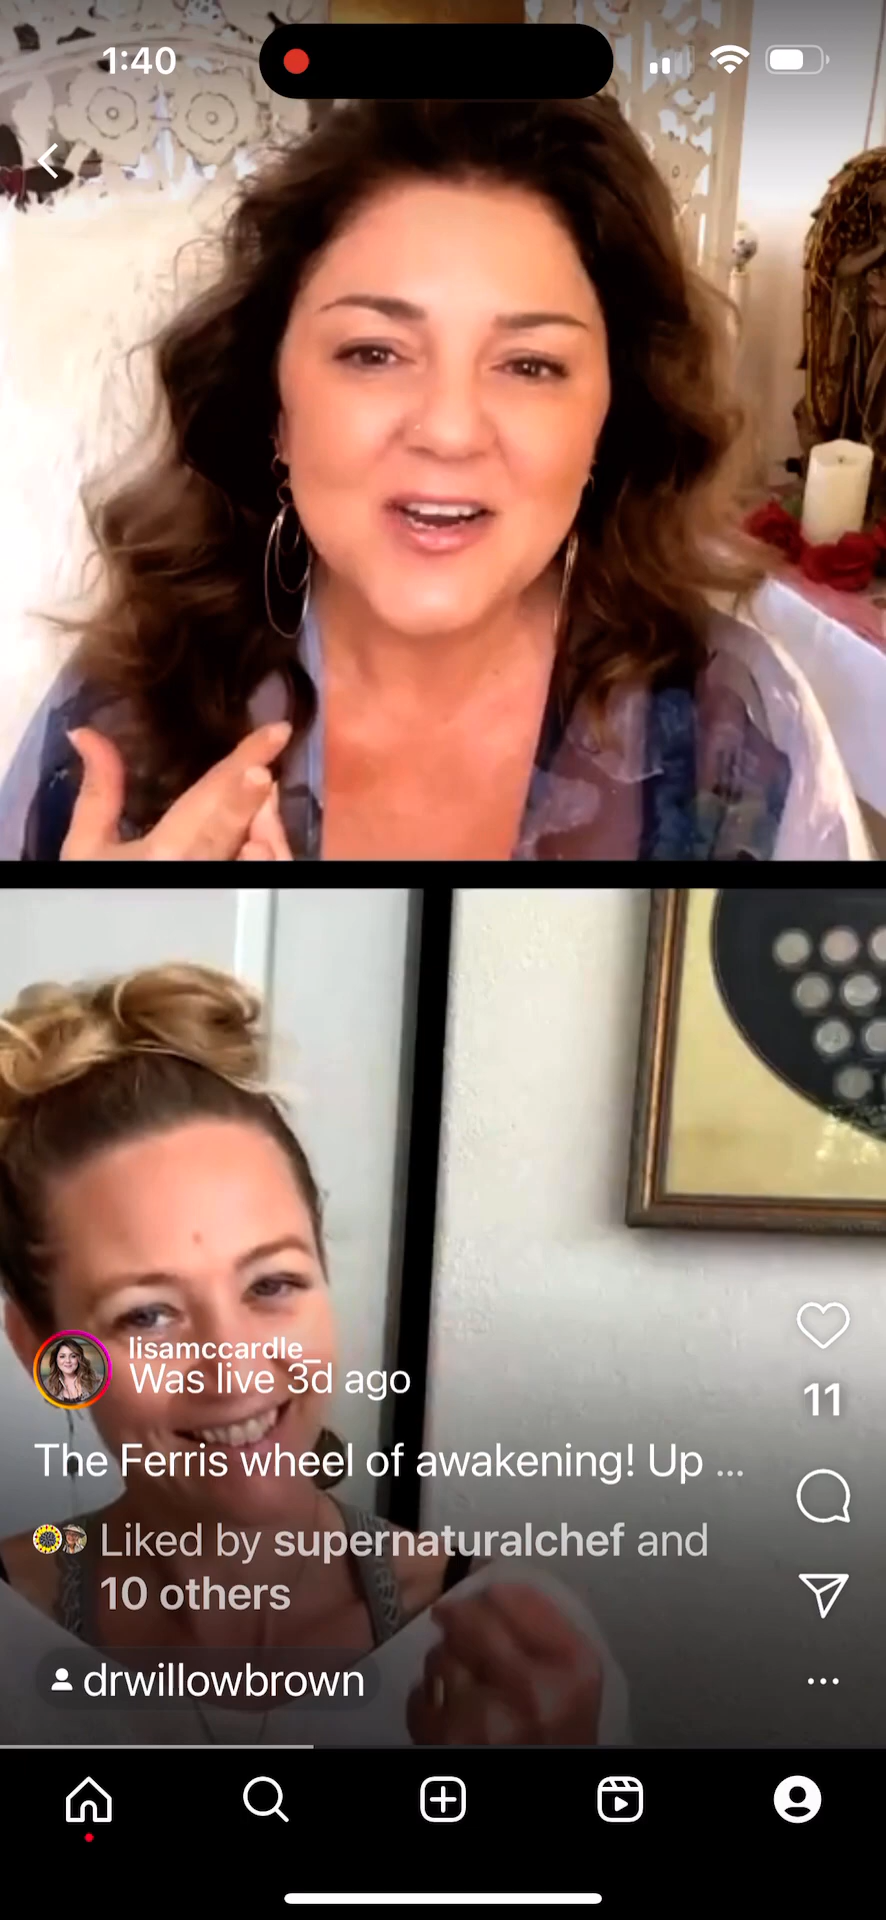 1:40
lisamccardle_
Was live 3d ago
The Ferris wheel of awakening! Up ...
11
Liked by supernaturalchef and
10 others
drwillowbrown